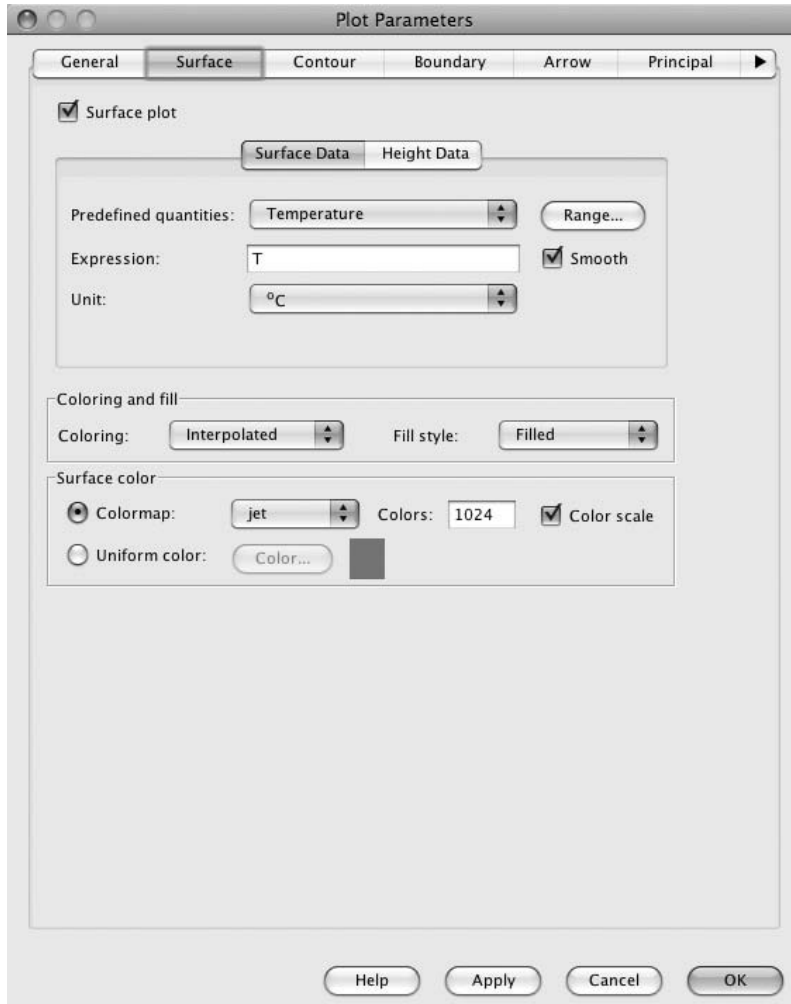 Plot Parameters
General Surface Contour Boundary Arrow Principal
Surface plot
Surface Data Height Data
Predefined quantities: Temperature Range...
Expression: T Smooth
Unit: ºC
Coloring and fill
Coloring: Interpolated Fill style: Filled
Surface color
Colormap: jet Colors: 1024 Color scale
Uniform color: Color...
Help Apply Cancel OK